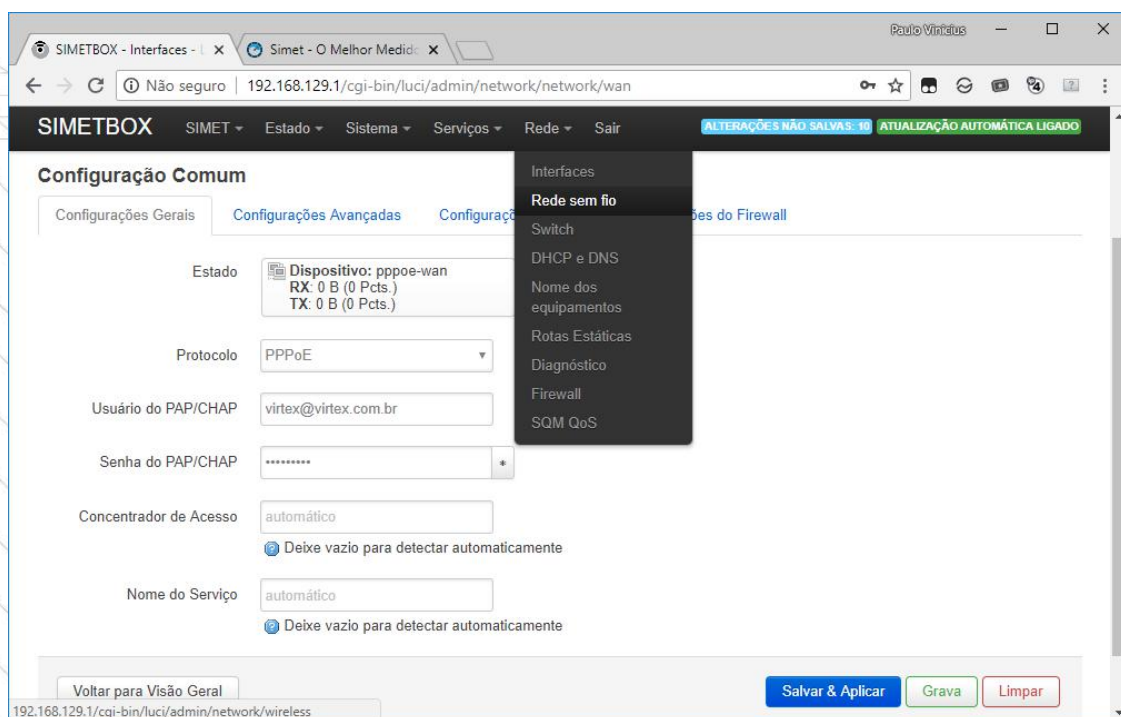 Paulo Vinicius
SIMETBOX - Interfaces - L
Simet - O Melhor Medido
Não seguro | 192.168.129.1/cgi-bin/luci/admin/network/network/wan
SIMETBOX SIMET Estado Sistema Serviços Rede Sair ALTERAÇÕES NÃO SALVAS: 10 ATUALIZAÇÃO AUTOMÁTICA LIGADO
Configuração Comum
Interfaces
Rede sem fio
Switch
DHCP e DNS
Nome dos
equipamentos
Rotas Estáticas
Diagnóstico
Firewall
SQM QoS
Configurações Gerais Configurações Avançadas Configuraçõ ões do Firewall
Estado
Dispositivo: pppoe-wan
RX: 0 B (0 Pcts.)
TX: 0 B (0 Pcts.)
Protocolo PPPoE
Usuário do PAP/CHAP virtex@virtex.com.br
Senha do PAP/CHAP ********* *
Concentrador de Acesso automático
Deixe vazio para detectar automaticamente
Nome do Serviço automático
Deixe vazio para detectar automaticamente
Voltar para Visão Geral Salvar & Aplicar Grava Limpar
192.168.129.1/cgi-bin/luci/admin/network/wireless